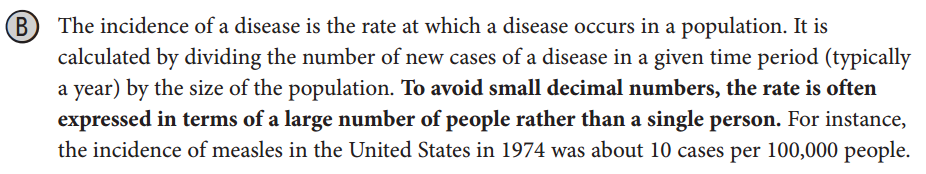 B The incidence of a disease is the rate at which a disease occurs in a population. It is
calculated by dividing the number of new cases of a disease in a given time period (typically
a year) by the size of the population. To avoid small decimal numbers, the rate is often
expressed in terms of a large number of people rather than a single person. For instance,
the incidence of measles in the United States in 1974 was about 10 cases per 100,000 people.